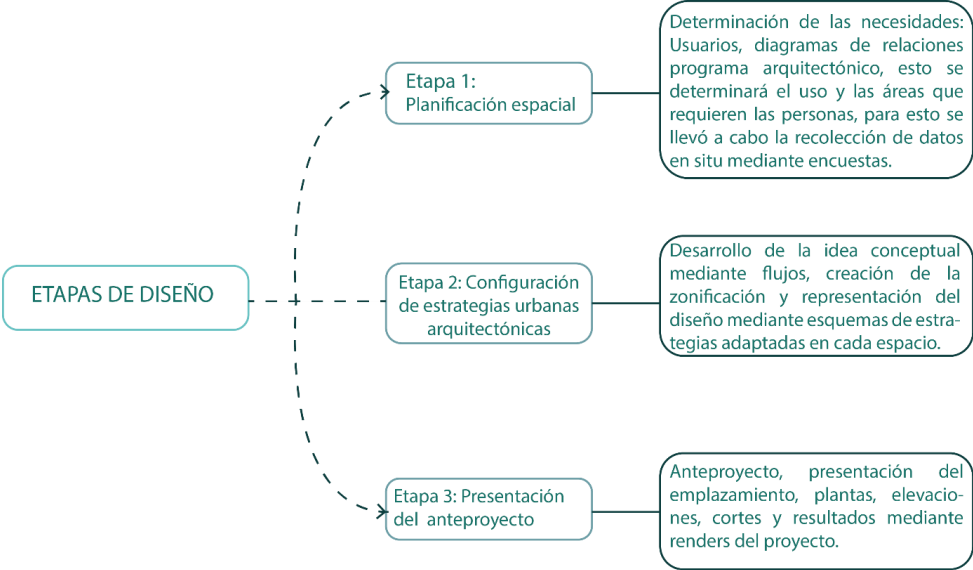 ETAPAS DE DISEÑO
Etapa 1:
Planificación espacial
Determinación de las necesidades:
Usuarios, diagramas de relaciones
programa arquitectónico, esto se
determinará el uso y las áreas que
requieren las personas, para esto se
llevó a cabo la recolección de datos
en situ mediante encuestas.
Etapa 2: Configuración
de estrategias urbanas
arquitectónicas
Desarrollo de la idea conceptual
mediante flujos, creación de la
zonificación y representación del
diseño mediante esquemas de estra-
tegias adaptadas en cada espacio.
Etapa 3: Presentación
del anteproyecto
Anteproyecto, presentación del
emplazamiento, plantas, elevacio-
nes, cortes y resultados mediante
renders del proyecto.